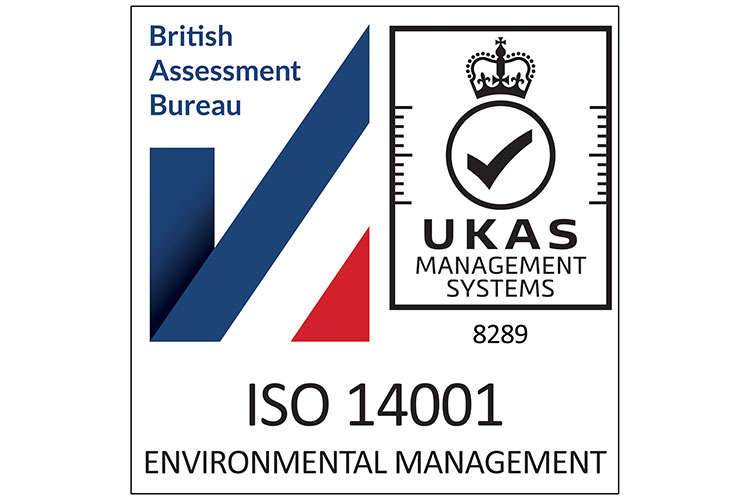 British
Assessment
Bureau
UKAS
MANAGEMENT
SYSTEMS
8289
ISO 14001
ENVIRONMENTAL MANAGEMENT